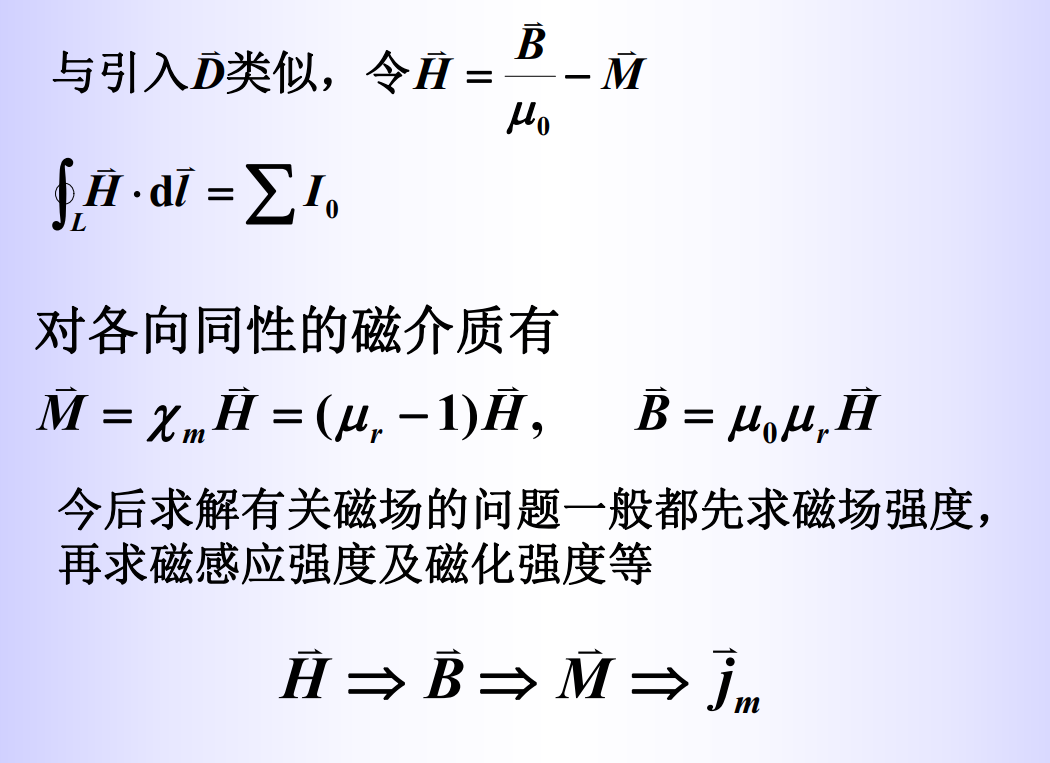 与引入$\vec{D}$类似，令$\vec{H} = \frac{\vec{B}}{\mu_0} - \vec{M}$
$\oint_L \vec{H} \cdot \mathrm{d}\vec{l} = \sum I_0$
对各向同性的磁介质有
$\vec{M} = \chi_m \vec{H} = (\mu_r - 1)\vec{H}, \quad \vec{B} = \mu_0 \mu_r \vec{H}$
今后求解有关磁场的问题一般都先求磁场强度，
再求磁感应强度及磁化强度等
$\vec{H} \Rightarrow \vec{B} \Rightarrow \vec{M} \Rightarrow \vec{j}_m$